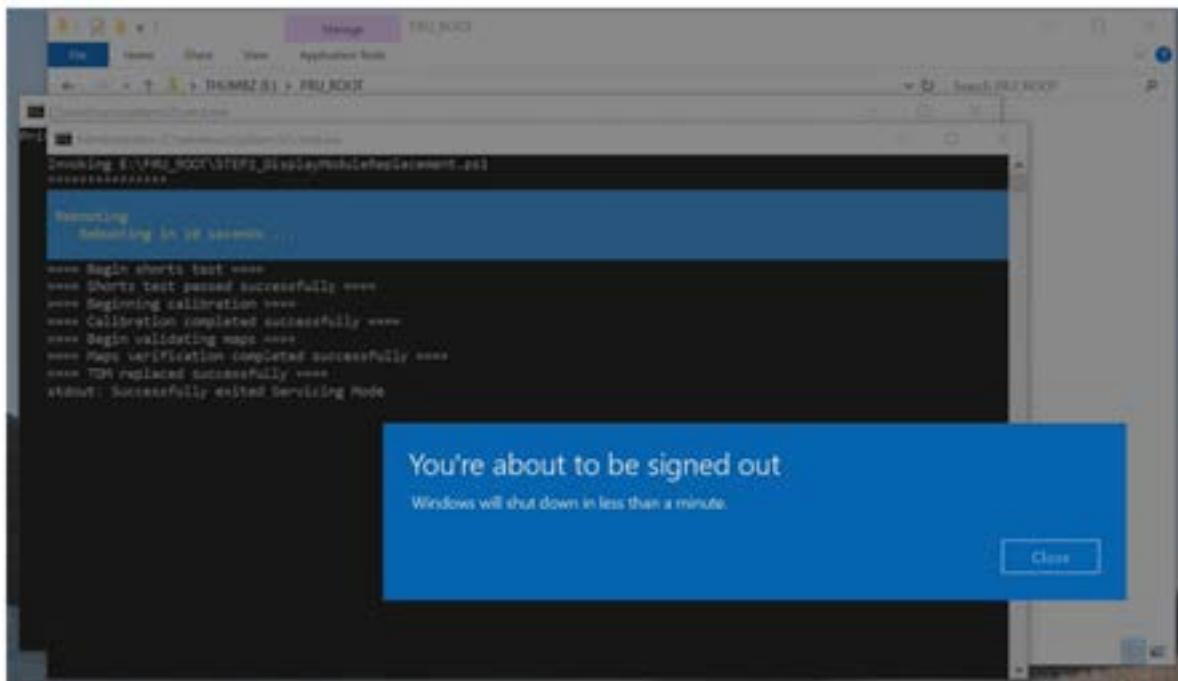 Manage
FRU_ROOT
File
Home
Share
View
Application Tools
THUMBZ (E:)
FRU_ROOT
Search FRU_ROOT
Invoking E:\FRU_ROOT\STEP2_DisplayModuleReplacement.ps1
***************
Rebooting
Rebooting in 10 seconds ...
==== Begin shorts test ====
==== Shorts test passed successfully ====
==== Beginning calibration ====
==== Calibration completed successfully ====
==== Begin validating maps ====
==== Maps verification completed successfully ====
==== TDM replaced successfully ====
stdout: Successfully exited Servicing Mode
You're about to be signed out
Windows will shut down in less than a minute.
Close